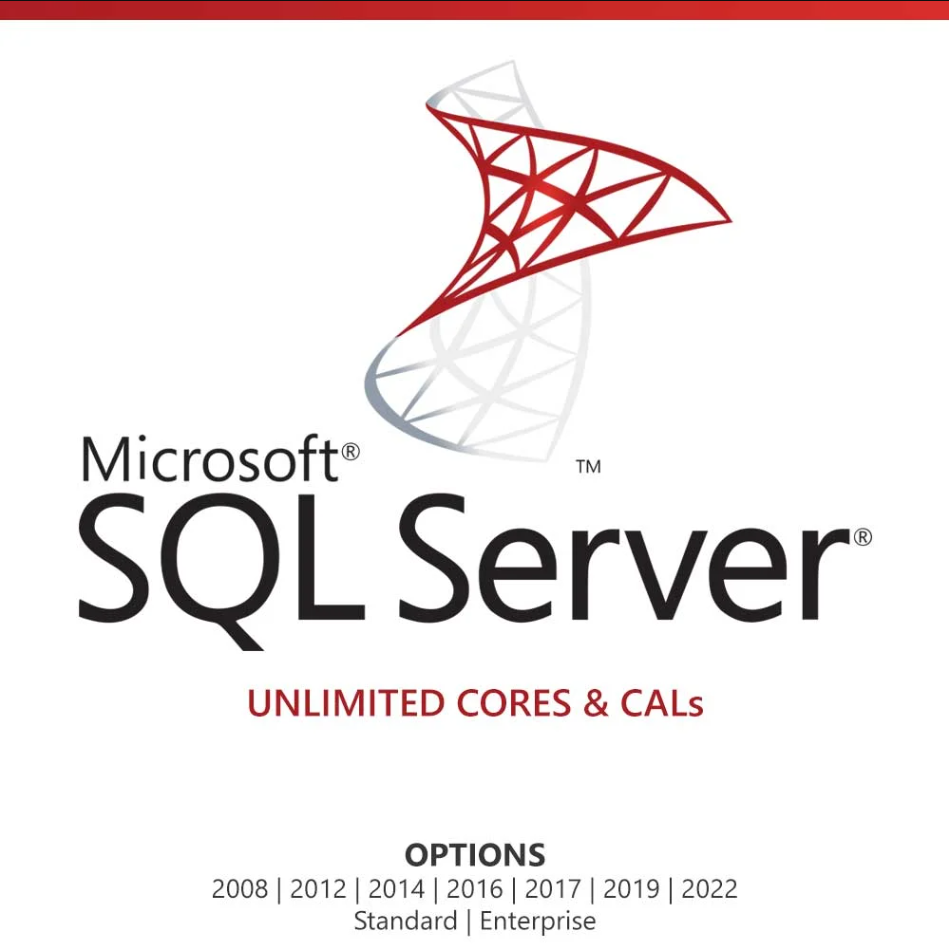 Microsoft®
™
SQL Server®
UNLIMITED CORES & CALs
OPTIONS
2008 | 2012 | 2014 | 2016 | 2017 | 2019 | 2022
Standard | Enterprise